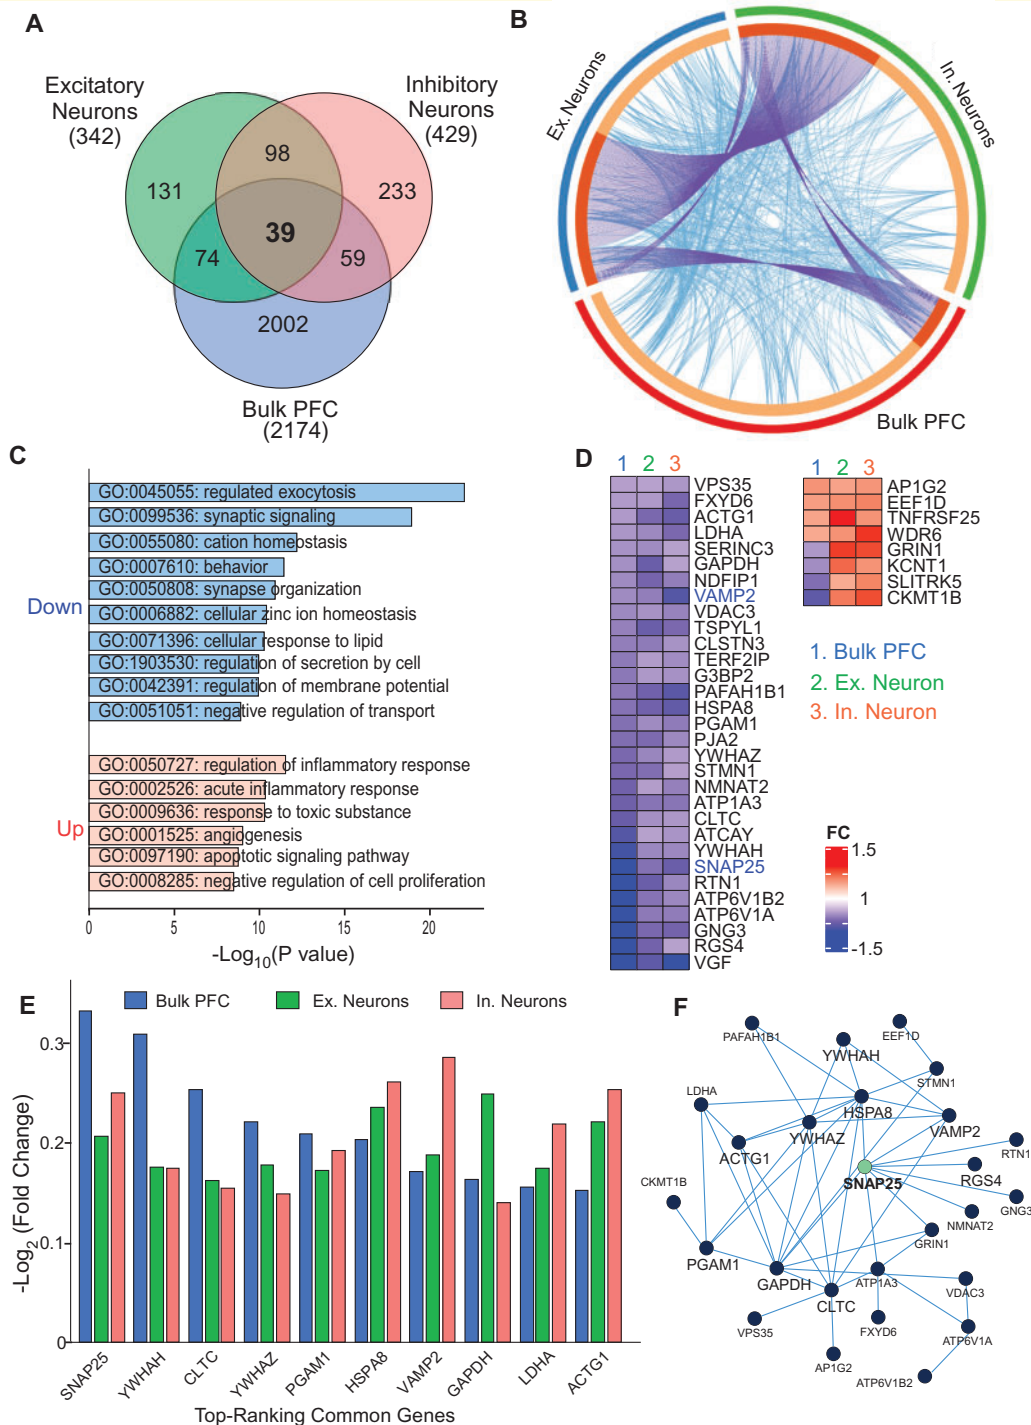 A
Excitatory
Neurons
(342)
Inhibitory
Neurons
(429)
98
131
233
39
74
59
2002
Bulk PFC
(2174)
B
Ex. Neurons
In. Neurons
Bulk PFC
C
Down
GO:0045055: regulated exocytosis
GO:0099536: synaptic signaling
GO:0055080: cation homeostasis
GO:0007610: behavior
GO:0050808: synapse organization
GO:0006882: cellular zinc ion homeostasis
GO:0071396: cellular response to lipid
GO:1903530: regulation of secretion by cell
GO:0042391: regulation of membrane potential
GO:0051051: negative regulation of transport
Up
GO:0050727: regulation of inflammatory response
GO:0002526: acute inflammatory response
GO:0009636: response to toxic substance
GO:0001525: angiogenesis
GO:0097190: apoptotic signaling pathway
GO:0008285: negative regulation of cell proliferation
0 5 10 15 20
-Log10(P value)
D
1 2 3
VPS35
FXYD6
ACTG1
LDHA
SERINC3
GAPDH
NDFIP1
VAMP2
VDAC3
TSPYL1
CLSTN3
TERF2IP
G3BP2
PAFAH1B1
HSPA8
PGAM1
PJA2
YWHAZ
STMN1
NMNAT2
ATP1A3
CLTC
ATCAY
YWHAH
SNAP25
RTN1
ATP6V1B2
ATP6V1A
GNG3
RGS4
VGF
1 2 3
AP1G2
EEF1D
TNFRSF25
WDR6
GRIN1
KCNT1
SLITRK5
CKMT1B
1. Bulk PFC
2. Ex. Neuron
3. In. Neuron
FC
1.5
1
-1.5
E
Bulk PFC
Ex. Neurons
In. Neurons
-Log2 (Fold Change)
0.3
0.2
0.1
0
SNAP25
YWHAH
CLTC
YWHAZ
PGAM1
HSPA8
VAMP2
GAPDH
LDHA
ACTG1
Top-Ranking Common Genes
F
PAFAH1B1
YWHAH
EEF1D
STMN1
LDHA
HSPA8
YWHAZ
VAMP2
ACTG1
RTN1
SNAP25
RGS4
CKMT1B
GNG3
NMNAT2
GRIN1
PGAM1
GAPDH
ATP1A3
CLTC
VDAC3
VPS35
FXYD6
ATP6V1A
AP1G2
ATP6V1B2